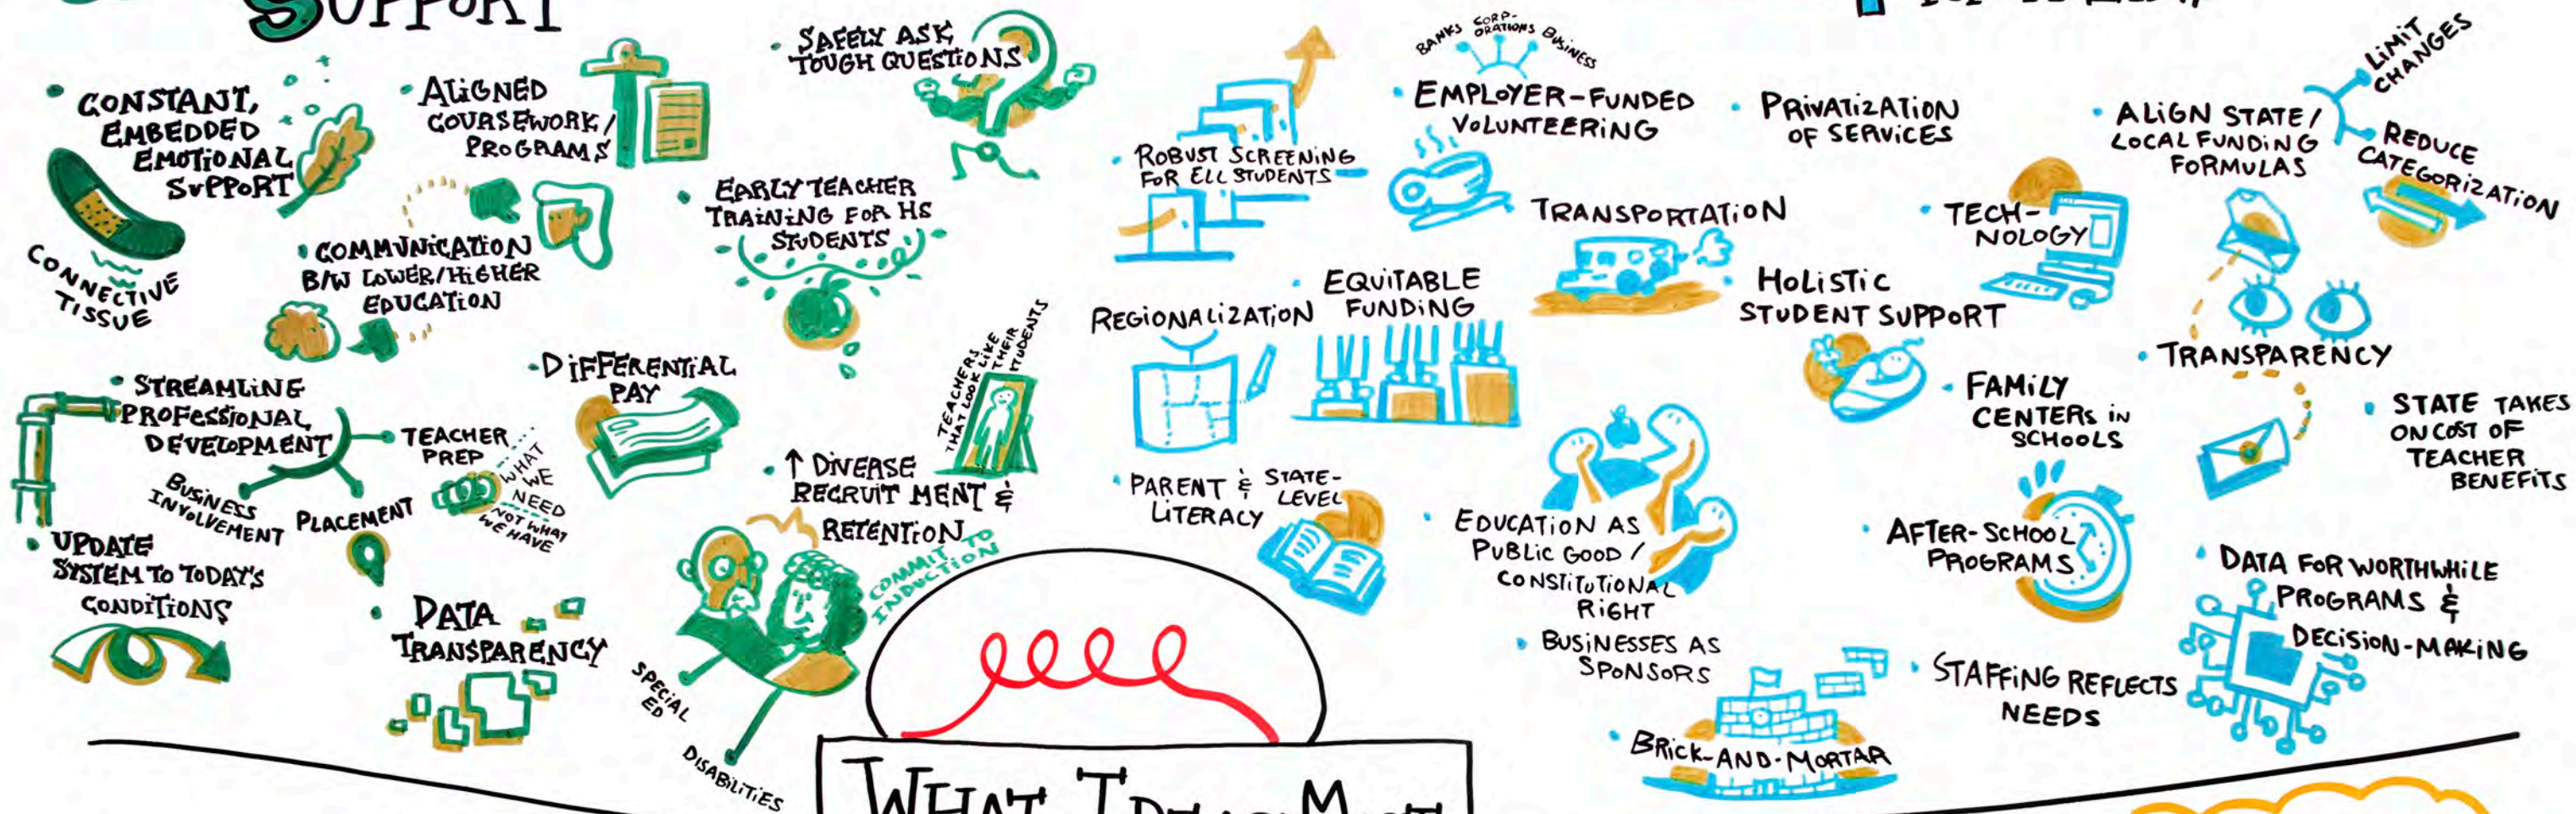 SUPPORT
CONSTANT,
EMBEDDED
EMOTIONAL
SUPPORT
CONNECTIVE
TISSUE
ALIGNED
COURSEWORK/
PROGRAMS
SAFELY ASK
TOUGH QUESTIONS
COMMUNICATION
B/W LOWER/HIGHER
EDUCATION
EARLY TEACHER
TRAINING FOR HS
STUDENTS
STREAMLINE
PROFESSIONAL
DEVELOPMENT
TEACHER
PREP
BUSINESS
INVOLVEMENT
PLACEMENT
WHAT
WE
NEED
NOT WHAT
WE HAVE
DIFFERENTIAL
PAY
TEACHERS
THAT LOOK LIKE
THEIR
STUDENTS
↑ DIVERSE
RECRUITMENT &
RETENTION
COMMIT TO
INDUCTION
SPECIAL
ED
DISABILITIES
UPDATE
SYSTEM TO TODAY'S
CONDITIONS
DATA
TRANSPARENCY
ROBUST SCREENING
FOR ELL STUDENTS
BANKS CORP-
ORATIONS BUSINESS
EMPLOYER-FUNDED
VOLUNTEERING
PRIVATIZATION
OF SERVICES
ALIGN STATE/
LOCAL FUNDING
FORMULAS
LIMIT
CHANGES
REDUCE
CATEGORIZATION
TRANSPORTATION
TECH-
NOLOGY
REGIONALIZATION
EQUITABLE
FUNDING
HOLISTIC
STUDENT SUPPORT
TRANSPARENCY
FAMILY
CENTERS IN
SCHOOLS
STATE TAKES
ON COST OF
TEACHER
BENEFITS
PARENT & STATE-
LEVEL
LITERACY
EDUCATION AS
PUBLIC GOOD/
CONSTITUTIONAL
RIGHT
AFTER-SCHOOL
PROGRAMS
DATA FOR WORTHWHILE
PROGRAMS &
DECISION-MAKING
BUSINESSES AS
SPONSORS
STAFFING REFLECTS
NEEDS
BRICK-AND-MORTAR
WHAT IDEAS MIGHT